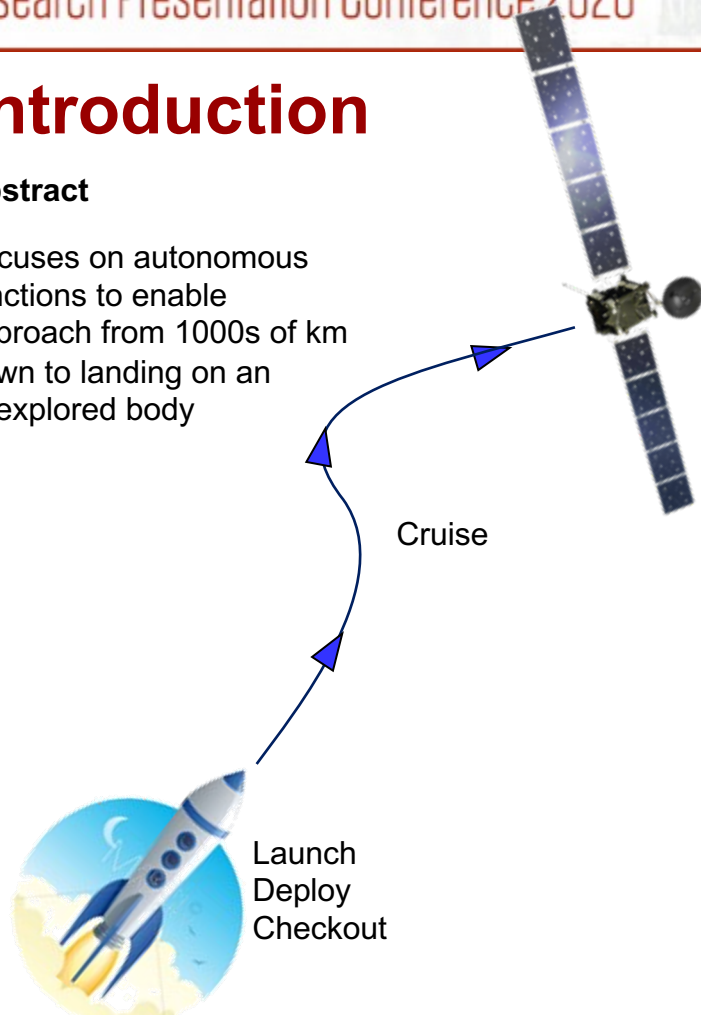 search Presentation Conference 2020
ntroduction
stract
cuses on autonomous
nctions to enable
proach from 1000s of km
wn to landing on an
explored body
Cruise
Launch
Deploy
Checkout